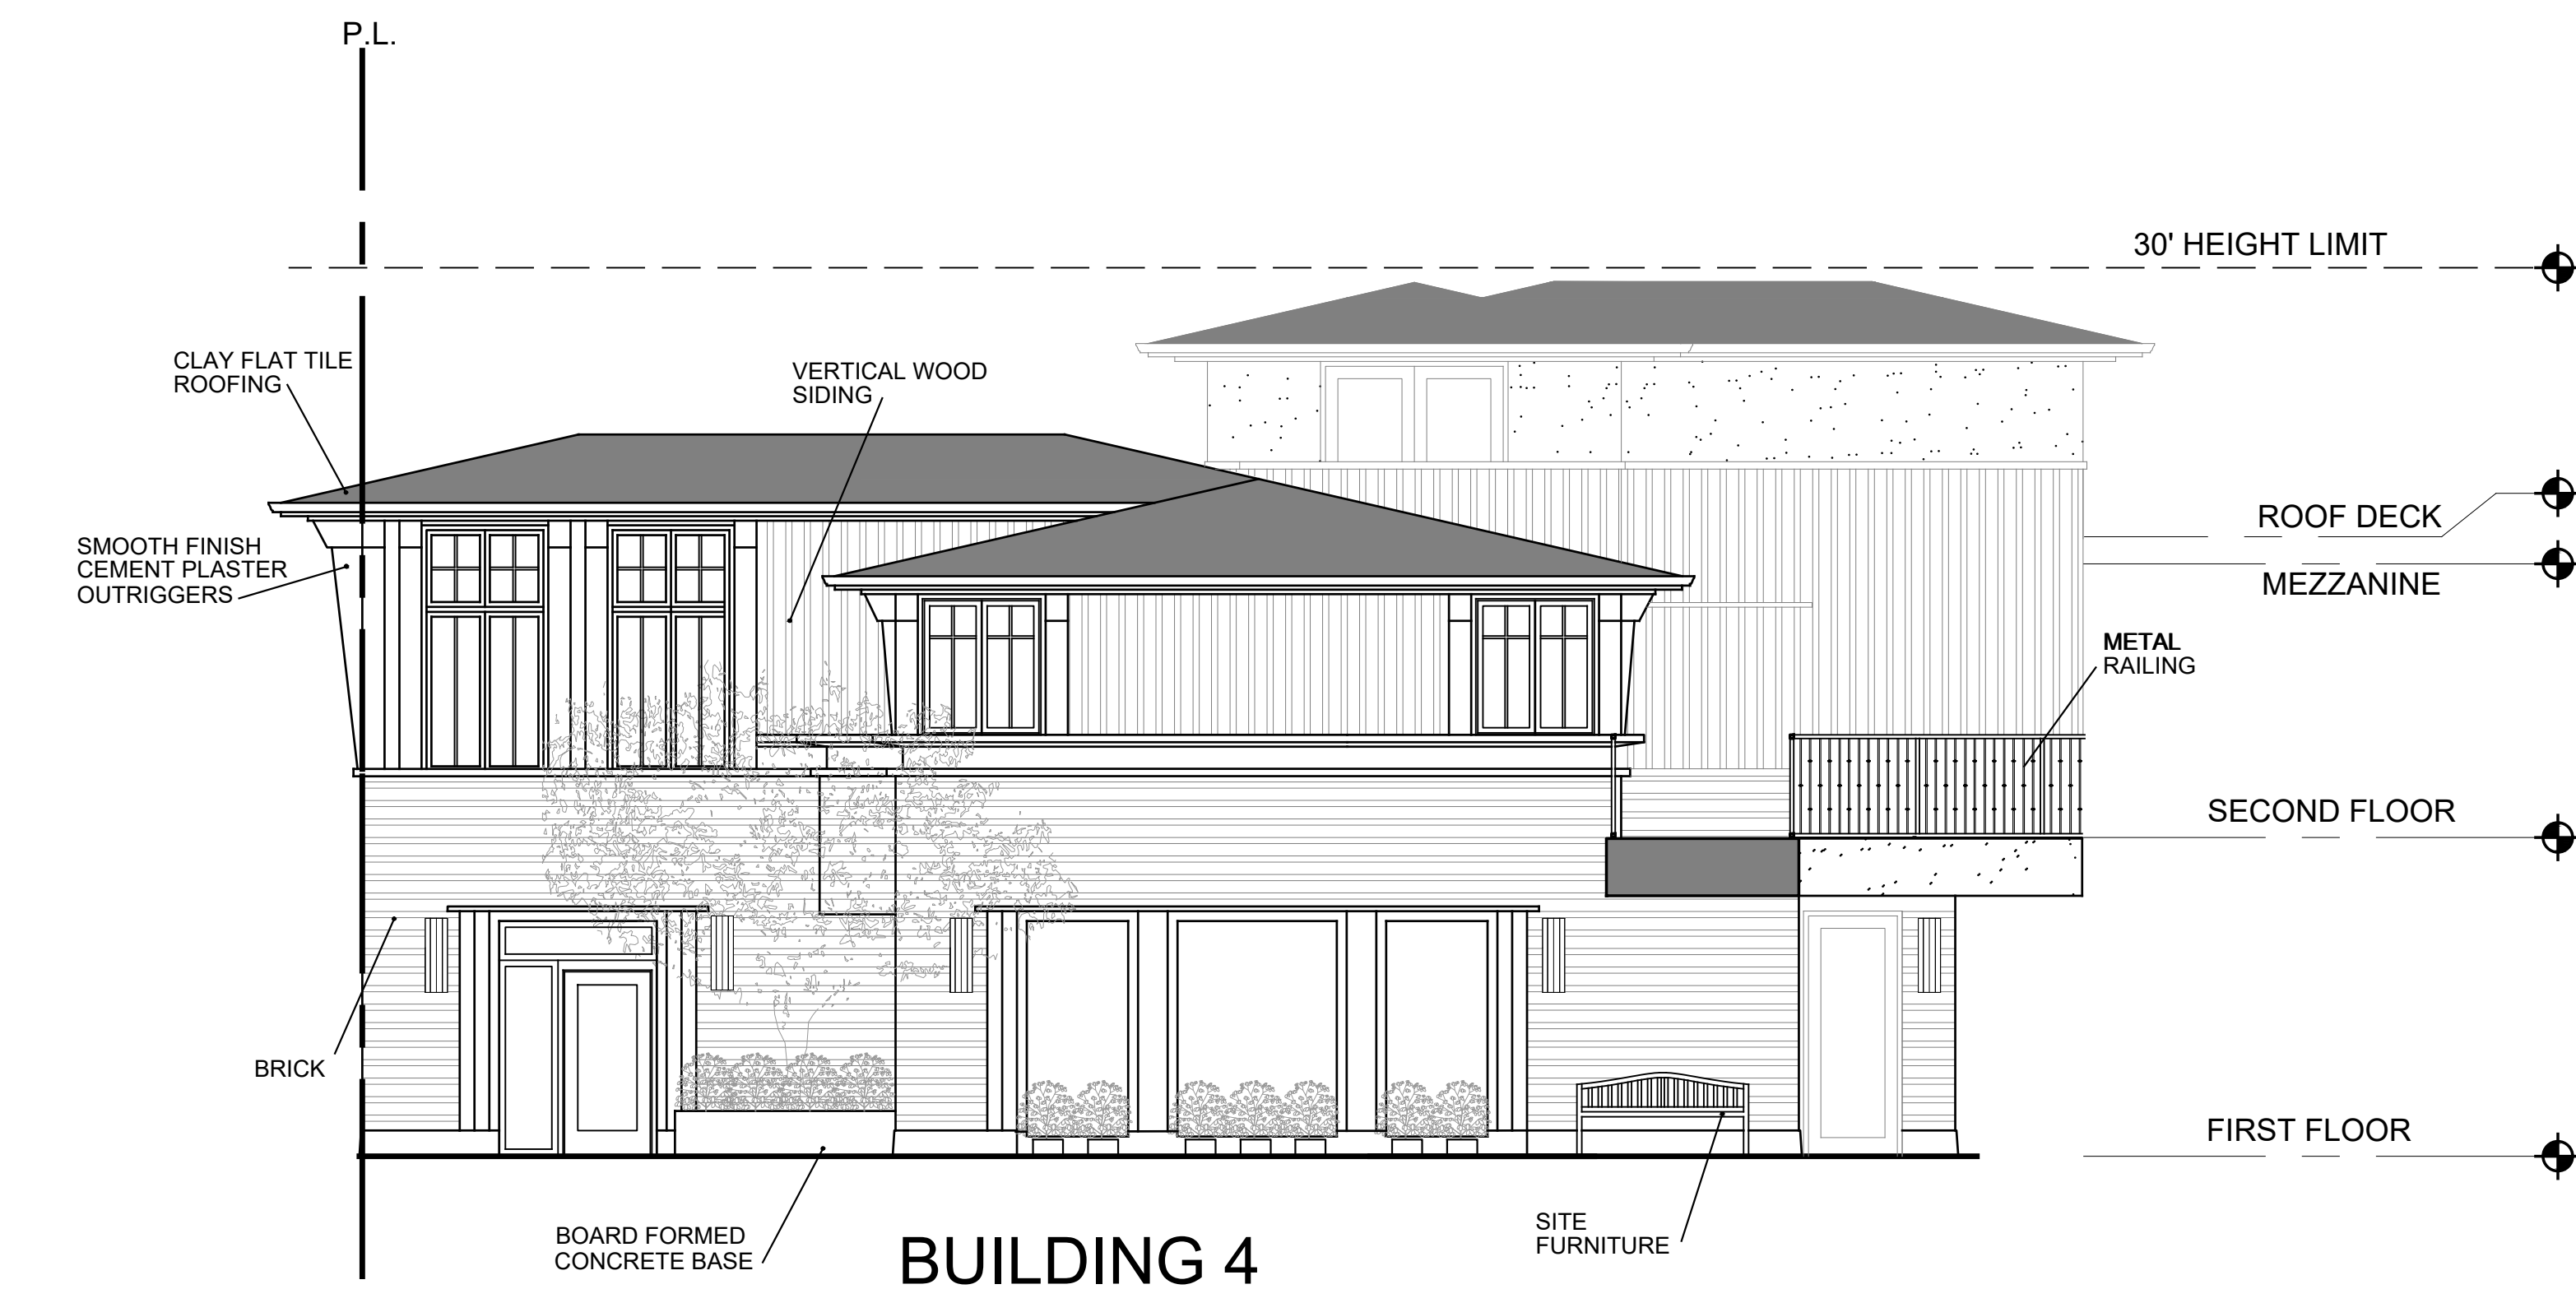 P.L.
30' HEIGHT LIMIT
CLAY FLAT TILE
ROOFING
VERTICAL WOOD
SIDING
ROOF DECK
SMOOTH FINISH
CEMENT PLASTER
OUTRIGGERS
MEZZANINE
METAL
RAILING
SECOND FLOOR
BRICK
FIRST FLOOR
BOARD FORMED
CONCRETE BASE
SITE
FURNITURE
BUILDING 4